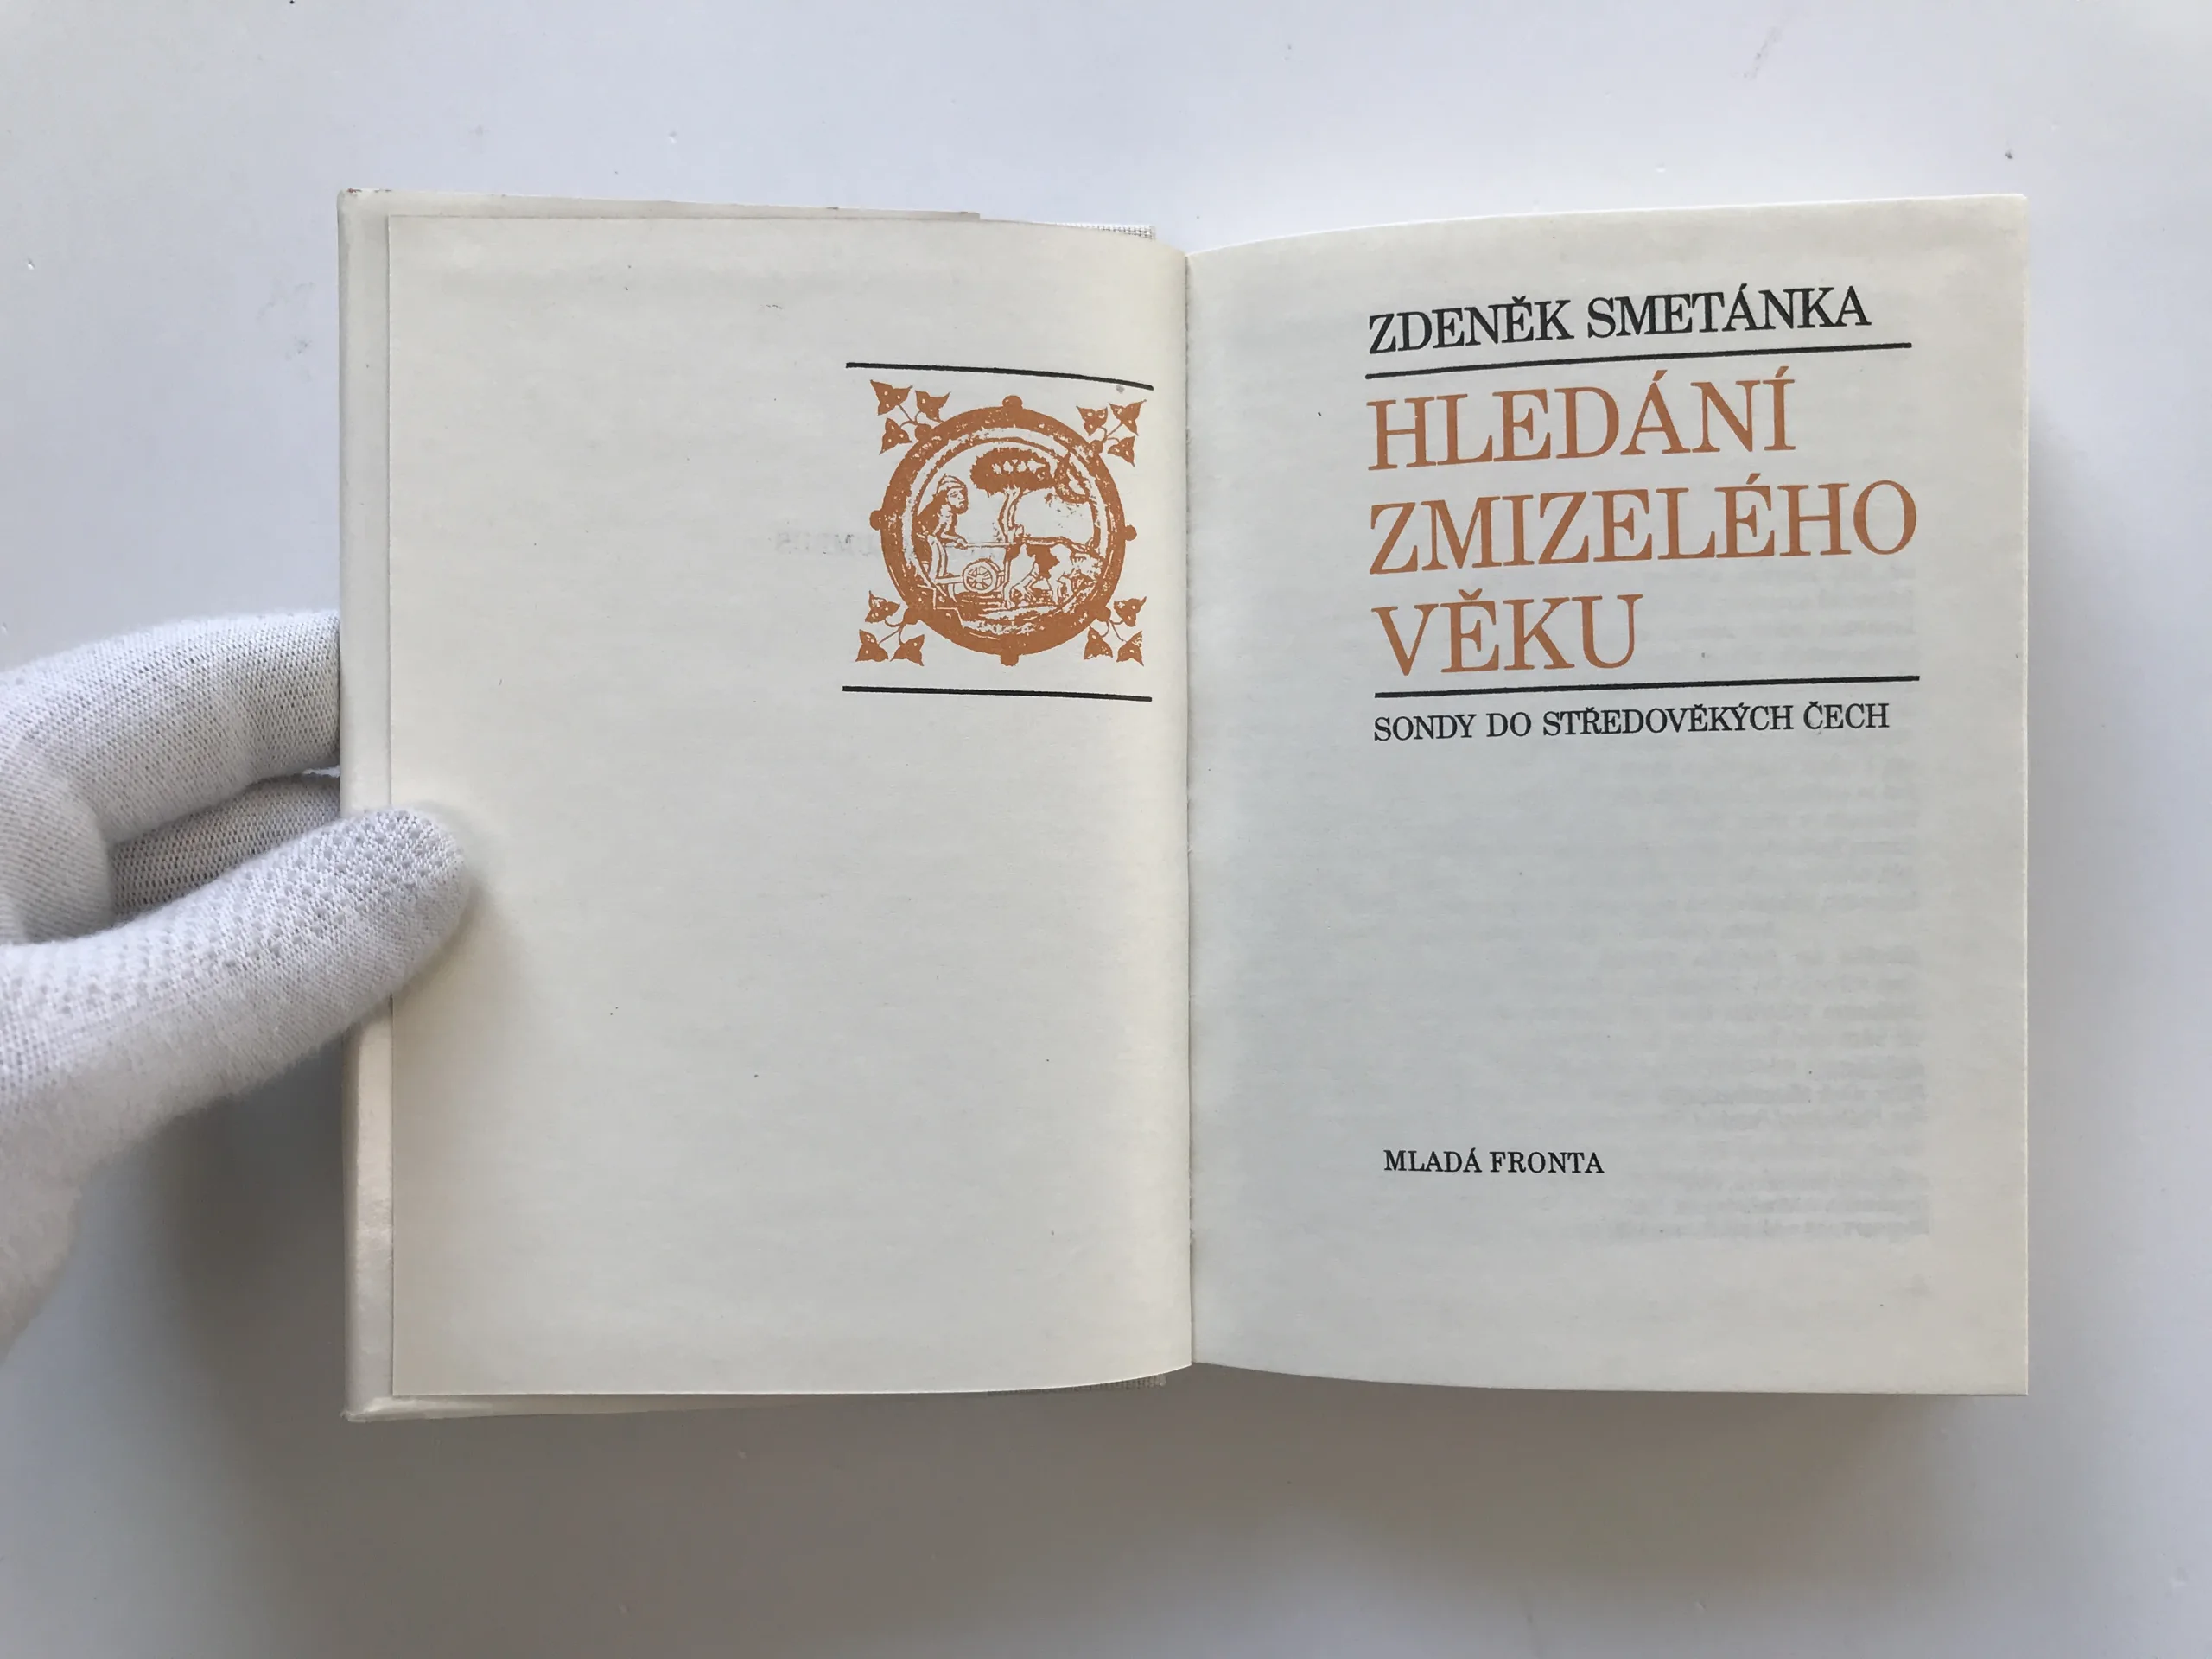 ZDENĚK SMETÁNKA
HLEDÁNÍ
ZMIZELÉHO
VĚKU
SONDY DO STŘEDOVĚKÝCH ČECH
MLADÁ FRONTA